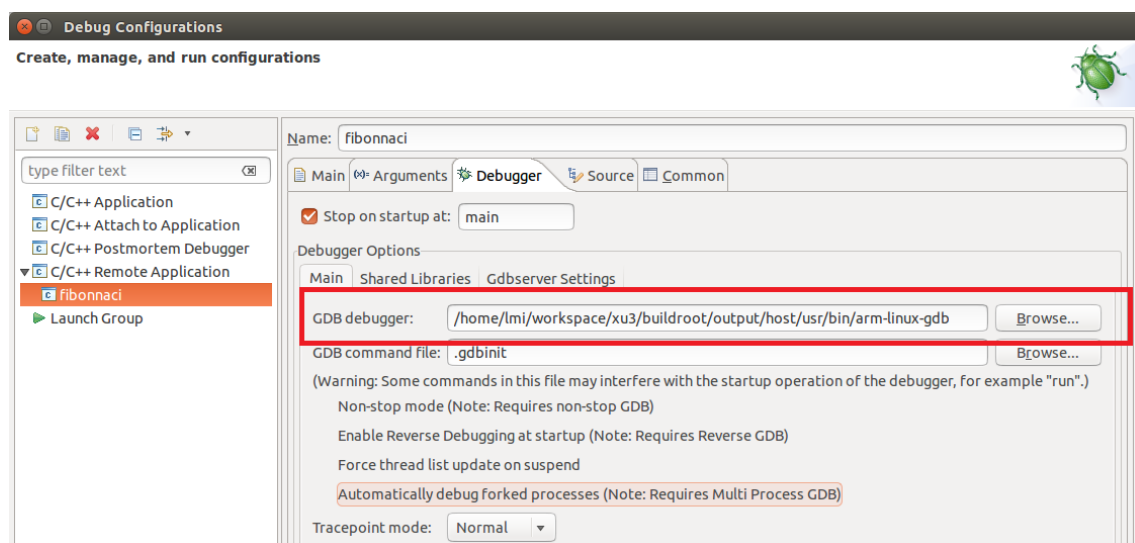 Debug Configurations
Create, manage, and run configurations
Name: fibonnaci
type filter text
C/C++ Application
C/C++ Attach to Application
C/C++ Postmortem Debugger
C/C++ Remote Application
fibonnaci
Launch Group
Main (x)= Arguments Debugger Source Common
Stop on startup at: main
Debugger Options
Main Shared Libraries Gdbserver Settings
GDB debugger: /home/lmi/workspace/xu3/buildroot/output/host/usr/bin/arm-linux-gdb Browse...
GDB command file: .gdbinit Browse...
(Warning: Some commands in this file may interfere with the startup operation of the debugger, for example "run".)
Non-stop mode (Note: Requires non-stop GDB)
Enable Reverse Debugging at startup (Note: Requires Reverse GDB)
Force thread list update on suspend
Automatically debug forked processes (Note: Requires Multi Process GDB)
Tracepoint mode: Normal